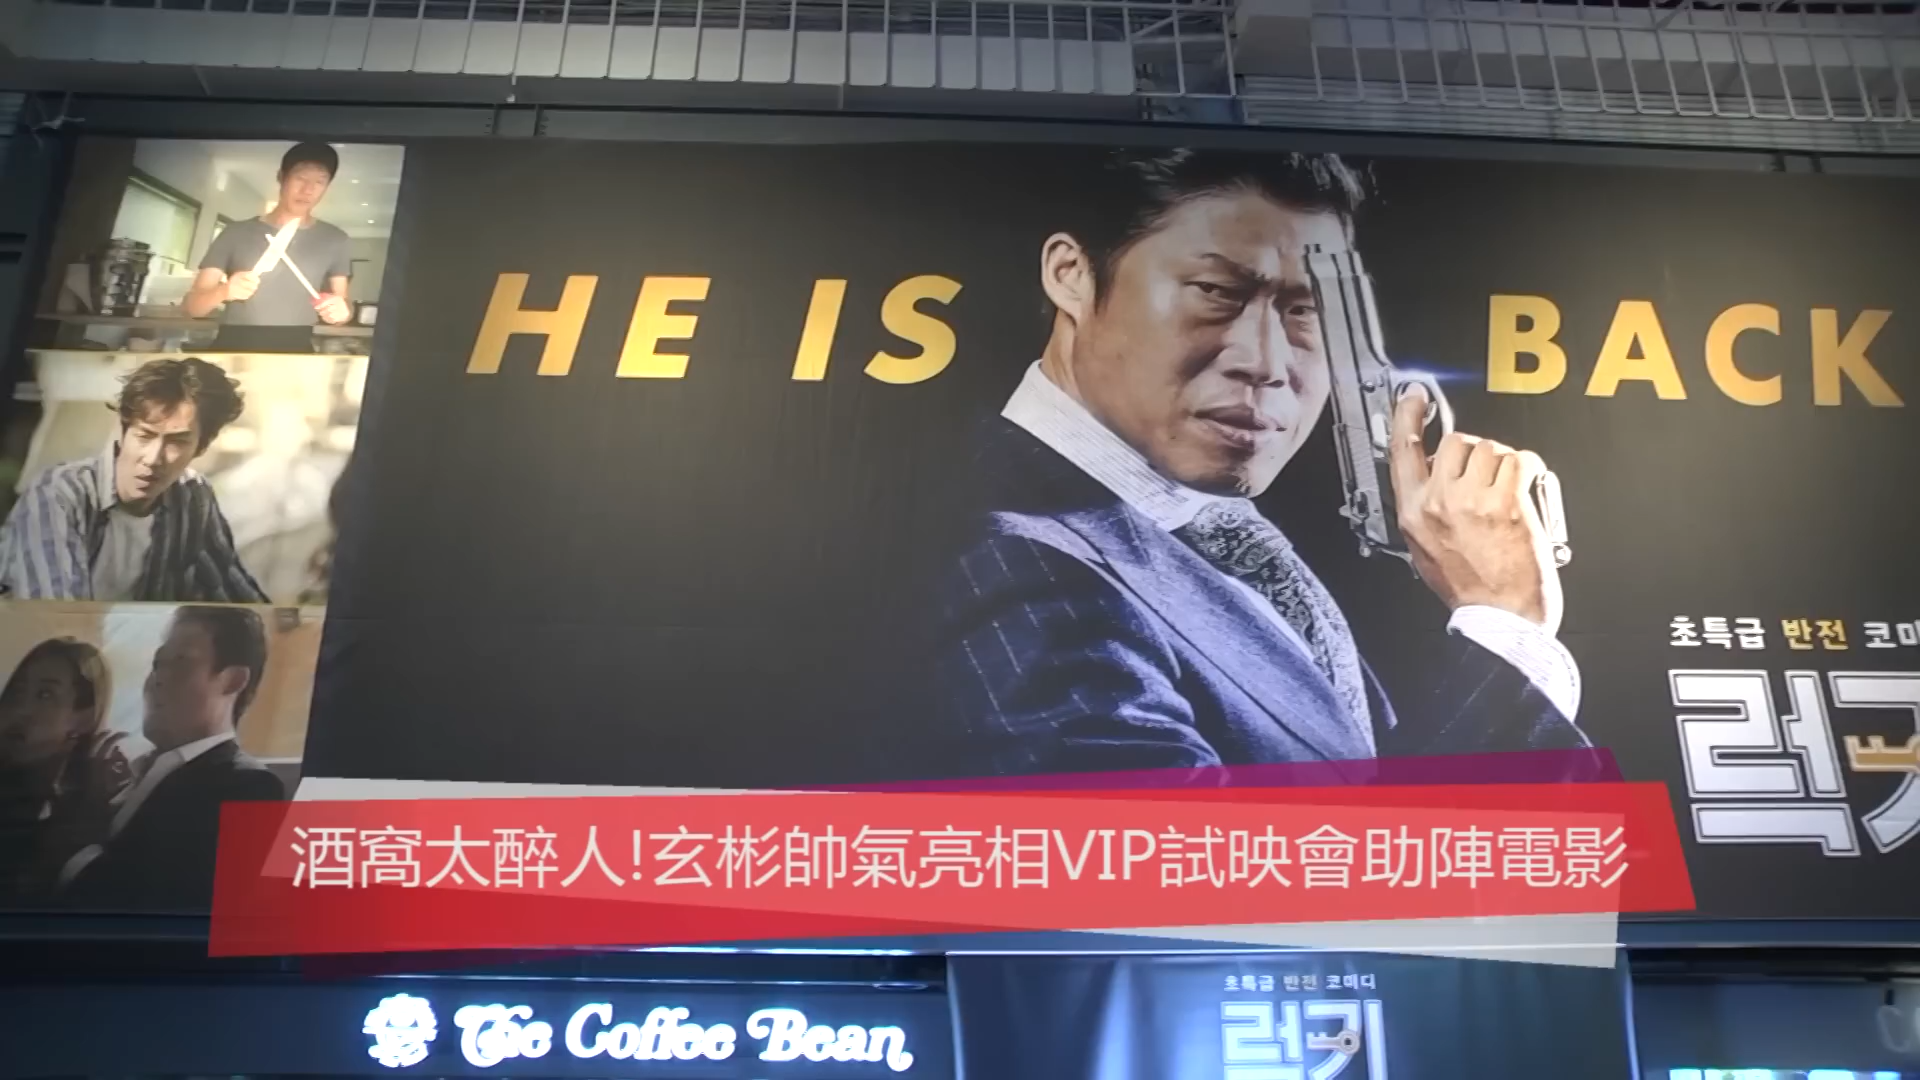 HE IS BACK
초특급 반전 코미
럭키
酒窩太醉人!玄彬帥氣亮相VIP試映會助陣電影
The Coffee Bean
초특급 반전 코미디
럭키